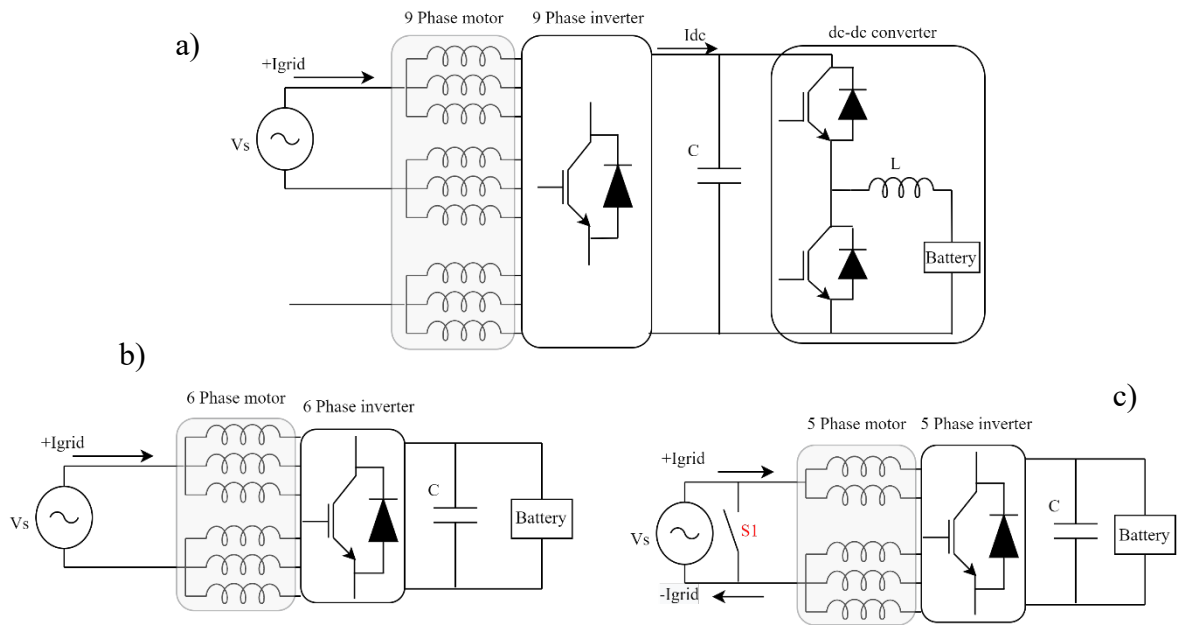 a)
9 Phase motor
9 Phase inverter
Idc
dc-dc converter
+Igrid
Vs
C
L
Battery
b)
6 Phase motor
6 Phase inverter
+Igrid
Vs
C
Battery
c)
5 Phase motor
5 Phase inverter
+Igrid
Vs
S1
-Igrid
C
Battery